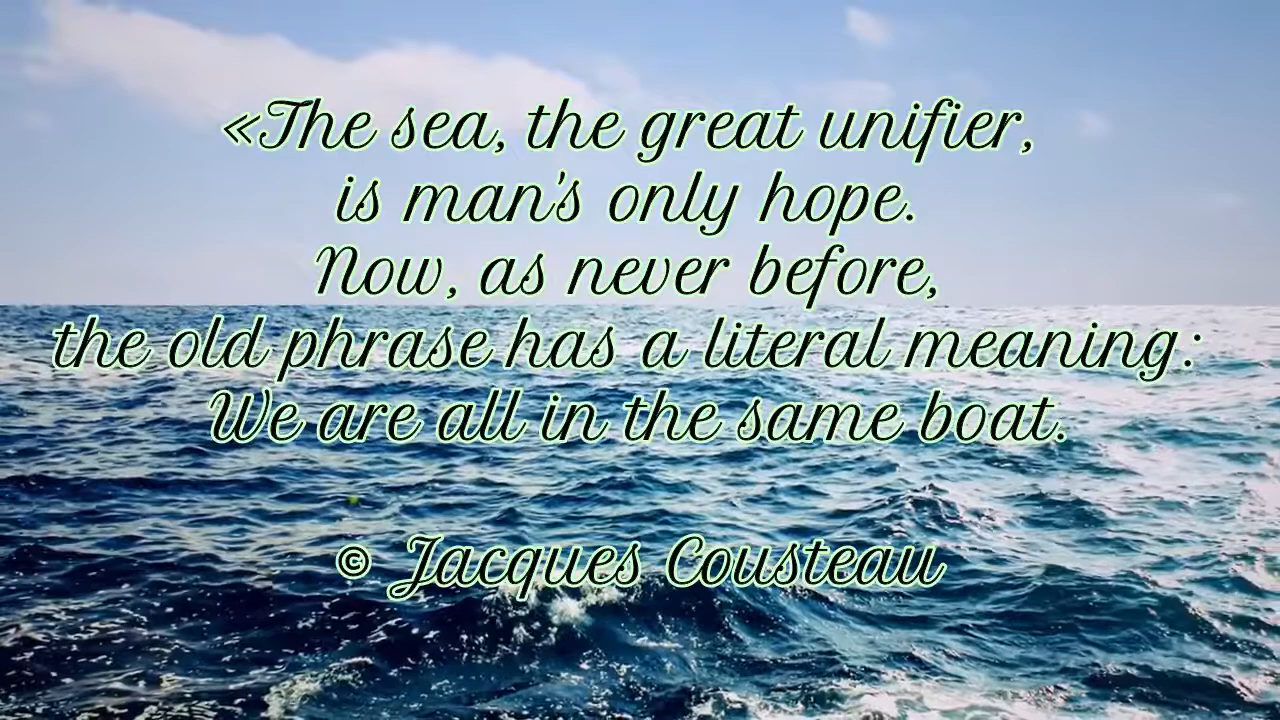 «The sea, the great unifier,
is man's only hope.
Now, as never before,
the old phrase has a literal meaning:
We are all in the same boat.
© Jacques Cousteau